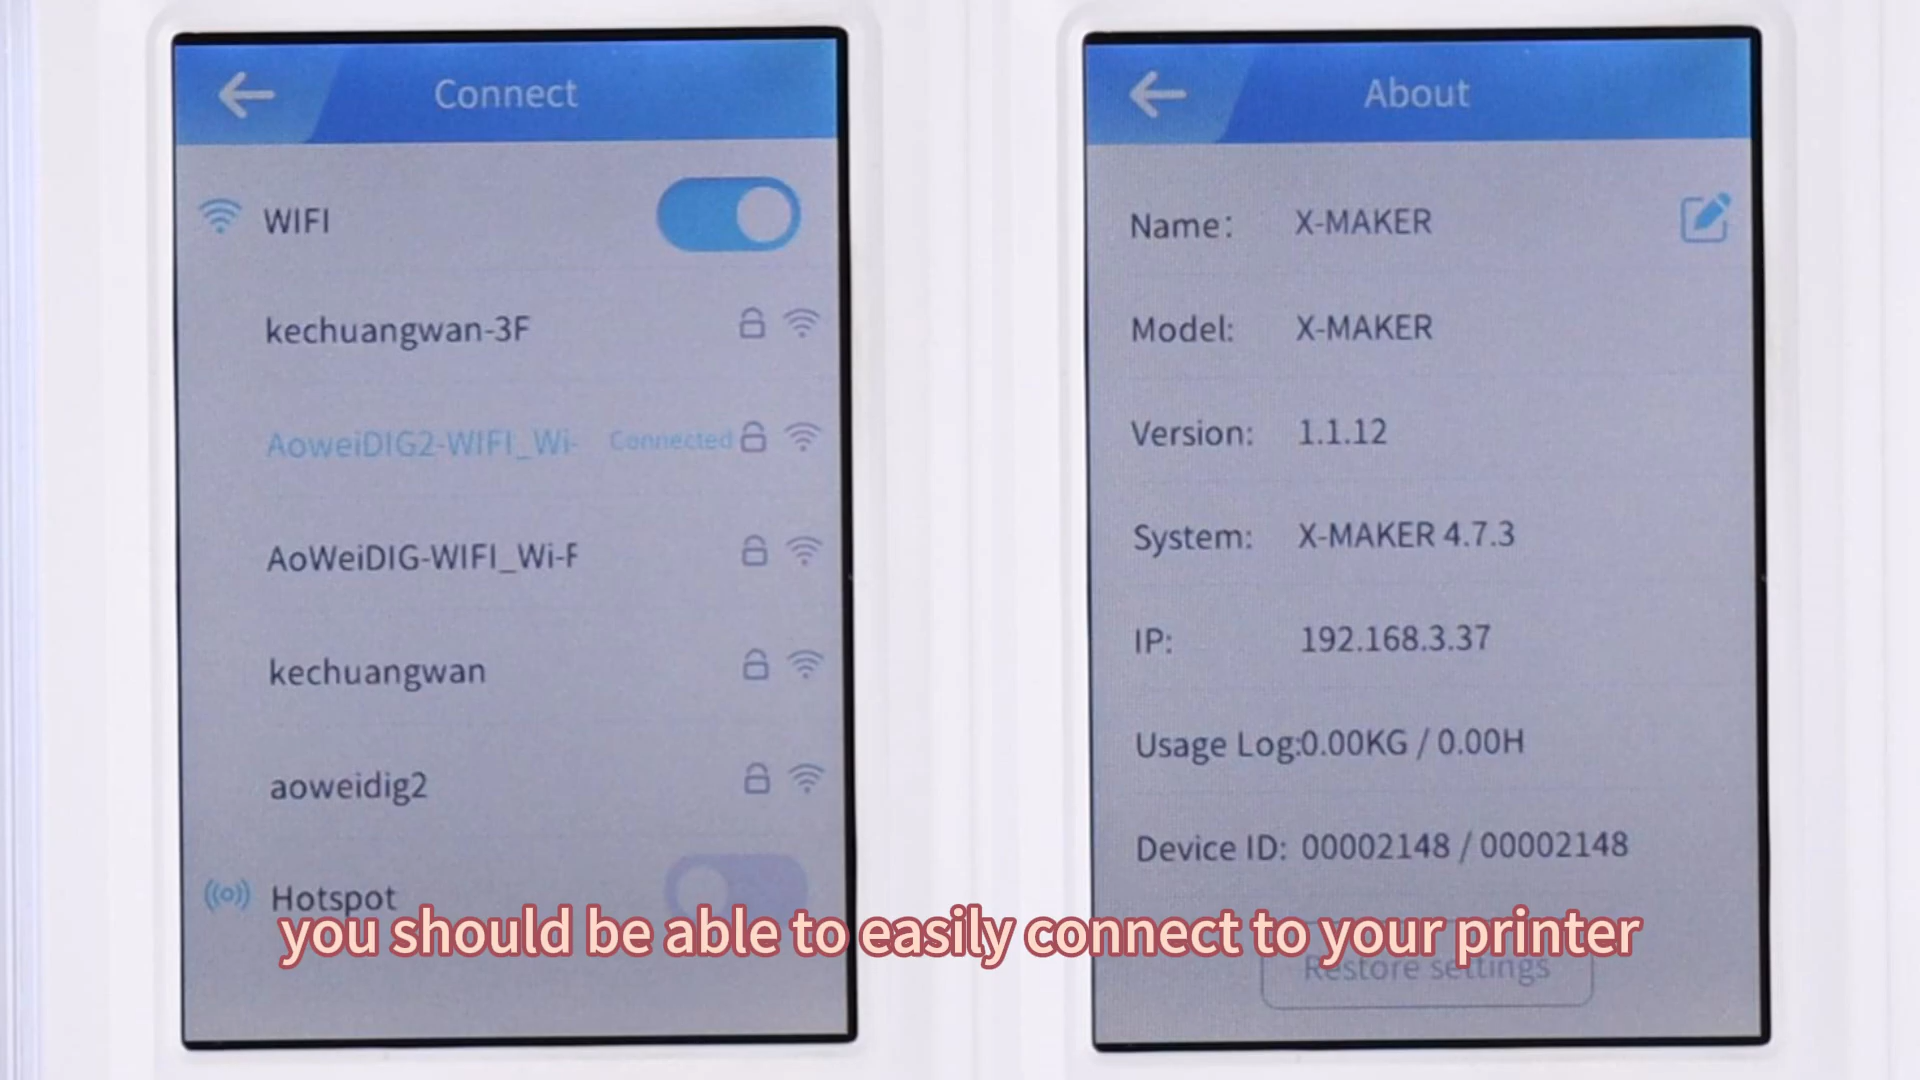 Connect
WIFI
kechuangwan-3F
AoweiDIG2-WIFI_Wi- Connected
AoWeiDIG-WIFI_Wi-F
kechuangwan
aoweidig2
Hotspot
About
Name: X-MAKER
Model: X-MAKER
Version: 1.1.12
System: X-MAKER 4.7.3
IP: 192.168.3.37
Usage Log:0.00KG / 0.00H
Device ID: 00002148 / 00002148
you should be able to easily connect to your printer
Restore settings